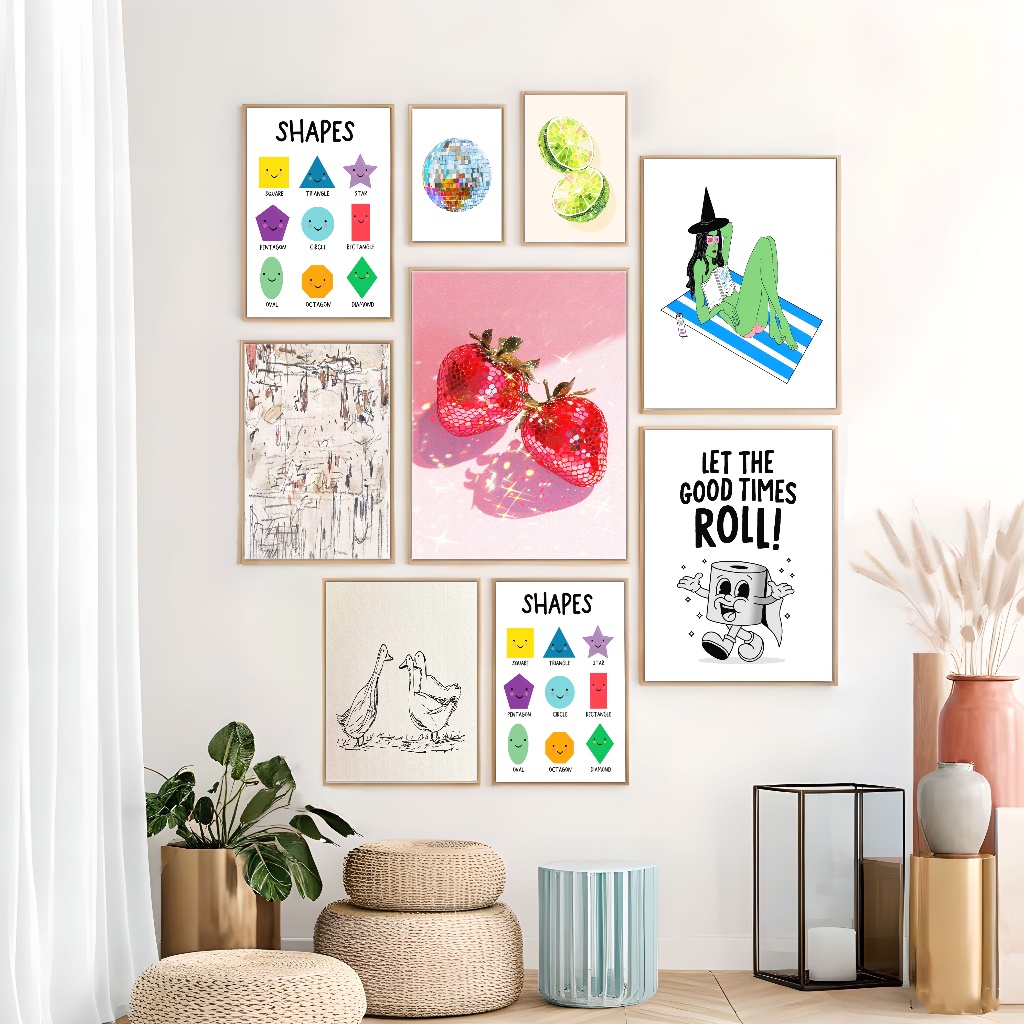 SHAPES
SQUARE TRIANGLE STAR
PENTAGON CIRCLE RECTANGLE
OVAL OCTAGON DIAMOND
LET THE
GOOD TIMES
ROLL!
SHAPES
SQUARE TRIANGLE STAR
PENTAGON CIRCLE RECTANGLE
OVAL OCTAGON DIAMOND